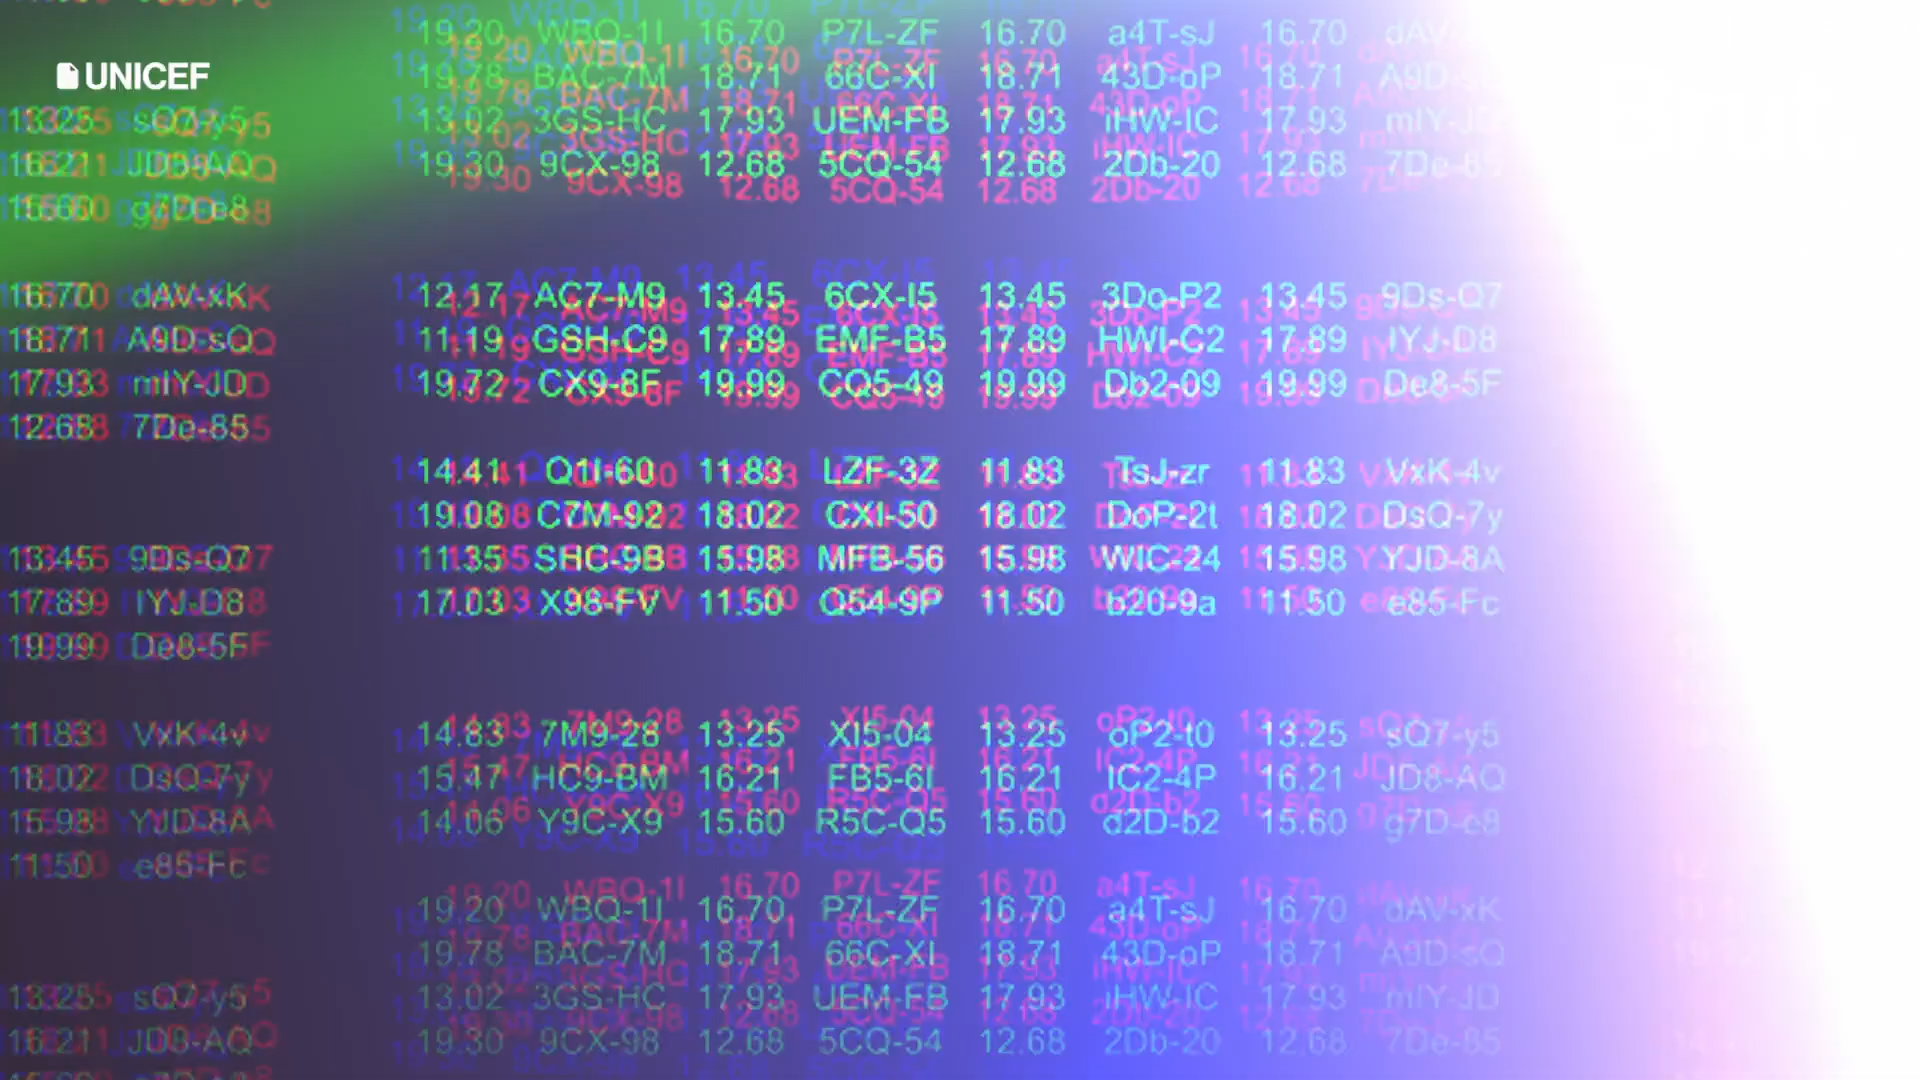 UNICEF
19.20 WBQ-1I 16.70 P7L-ZF 16.70 a4T-sJ 16.70
19.78 BAC-7M 18.71 66C-XI 18.71 43D-oP 18.71
13.25 sQ7-y5 13.02 3GS-HC 17.93 UEM-FB 17.93 iHW-IC 17.93 mIY-JD
16.21 JD8-AQ 19.30 9CX-98 12.68 5CQ-54 12.68 2Db-20 12.68 7De-85
15.60 g7D-e8
16.70 dAV-xK 12.17 AC7-M9 13.45 6CX-I5 13.45 3Do-P2 13.45 9Ds-Q7
18.71 A9D-sQ 11.19 GSH-C9 17.89 EMF-B5 17.89 HWI-C2 17.89 IYJ-D8
17.93 mIY-JD 19.72 CX9-8F 19.99 CQ5-49 19.99 Db2-09 19.99 De8-5F
12.68 7De-85
14.41 Q1I-60 11.83 LZF-3Z 11.83 TsJ-zr 11.83 VxK-4v
19.08 C7M-92 18.02 CXI-50 18.02 DoP-2t 18.02 DsQ-7y
13.45 9Ds-Q7 11.35 SHC-9B 15.98 MFB-56 15.98 WIC-24 15.98 YJD-8A
17.89 IYJ-D8 17.03 X98-FV 11.50 Q54-9P 11.50 b20-9a 11.50 e85-Fc
19.99 De8-5F
11.83 VxK-4v 14.83 7M9-28 13.25 XI5-04 13.25 oP2-t0 13.25 sQ7-y5
18.02 DsQ-7y 15.47 HC9-BM 16.21 FB5-6I 16.21 IC2-4P 16.21 JD8-AQ
15.98 YJD-8A 14.06 Y9C-X9 15.60 R5C-Q5 15.60 d2D-b2 15.60 g7D-e8
11.50 e85-Fc
19.20 WBQ-1I 16.70 P7L-ZF 16.70 a4T-sJ 16.70 dAV-xK
19.78 BAC-7M 18.71 66C-XI 18.71 43D-oP 18.71 A9D-sQ
13.25 sQ7-y5 13.02 3GS-HC 17.93 UEM-FB 17.93 iHW-IC 17.93 mIY-JD
16.21 JD8-AQ 19.30 9CX-98 12.68 5CQ-54 12.68 2Db-20 12.68 7De-85